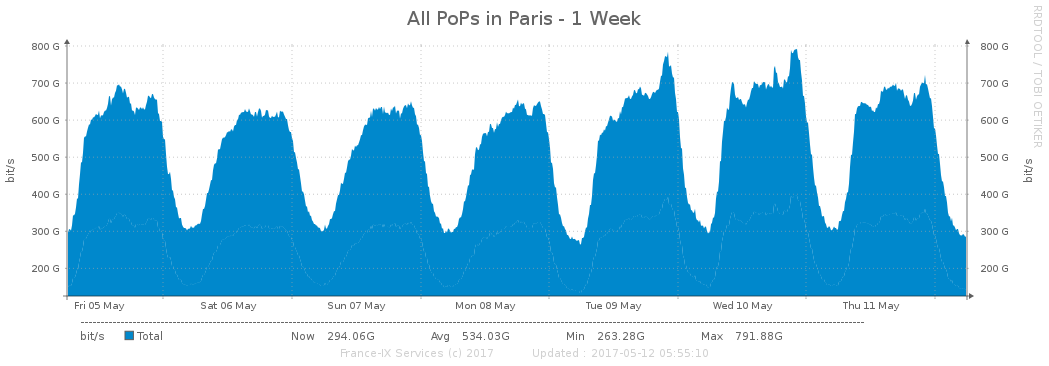 All PoPs in Paris - 1 Week
RRDTOOL / TOBI OETIKER
bit/s
800 G
700 G
600 G
500 G
400 G
300 G
200 G
800 G
700 G
600 G
500 G
400 G
300 G
200 G
bit/s
Fri 05 May Sat 06 May Sun 07 May Mon 08 May Tue 09 May Wed 10 May Thu 11 May
bit/s Total Now 294.06G Avg 534.03G Min 263.28G Max 791.88G
France-IX Services (c) 2017 Updated : 2017-05-12 05:55:10